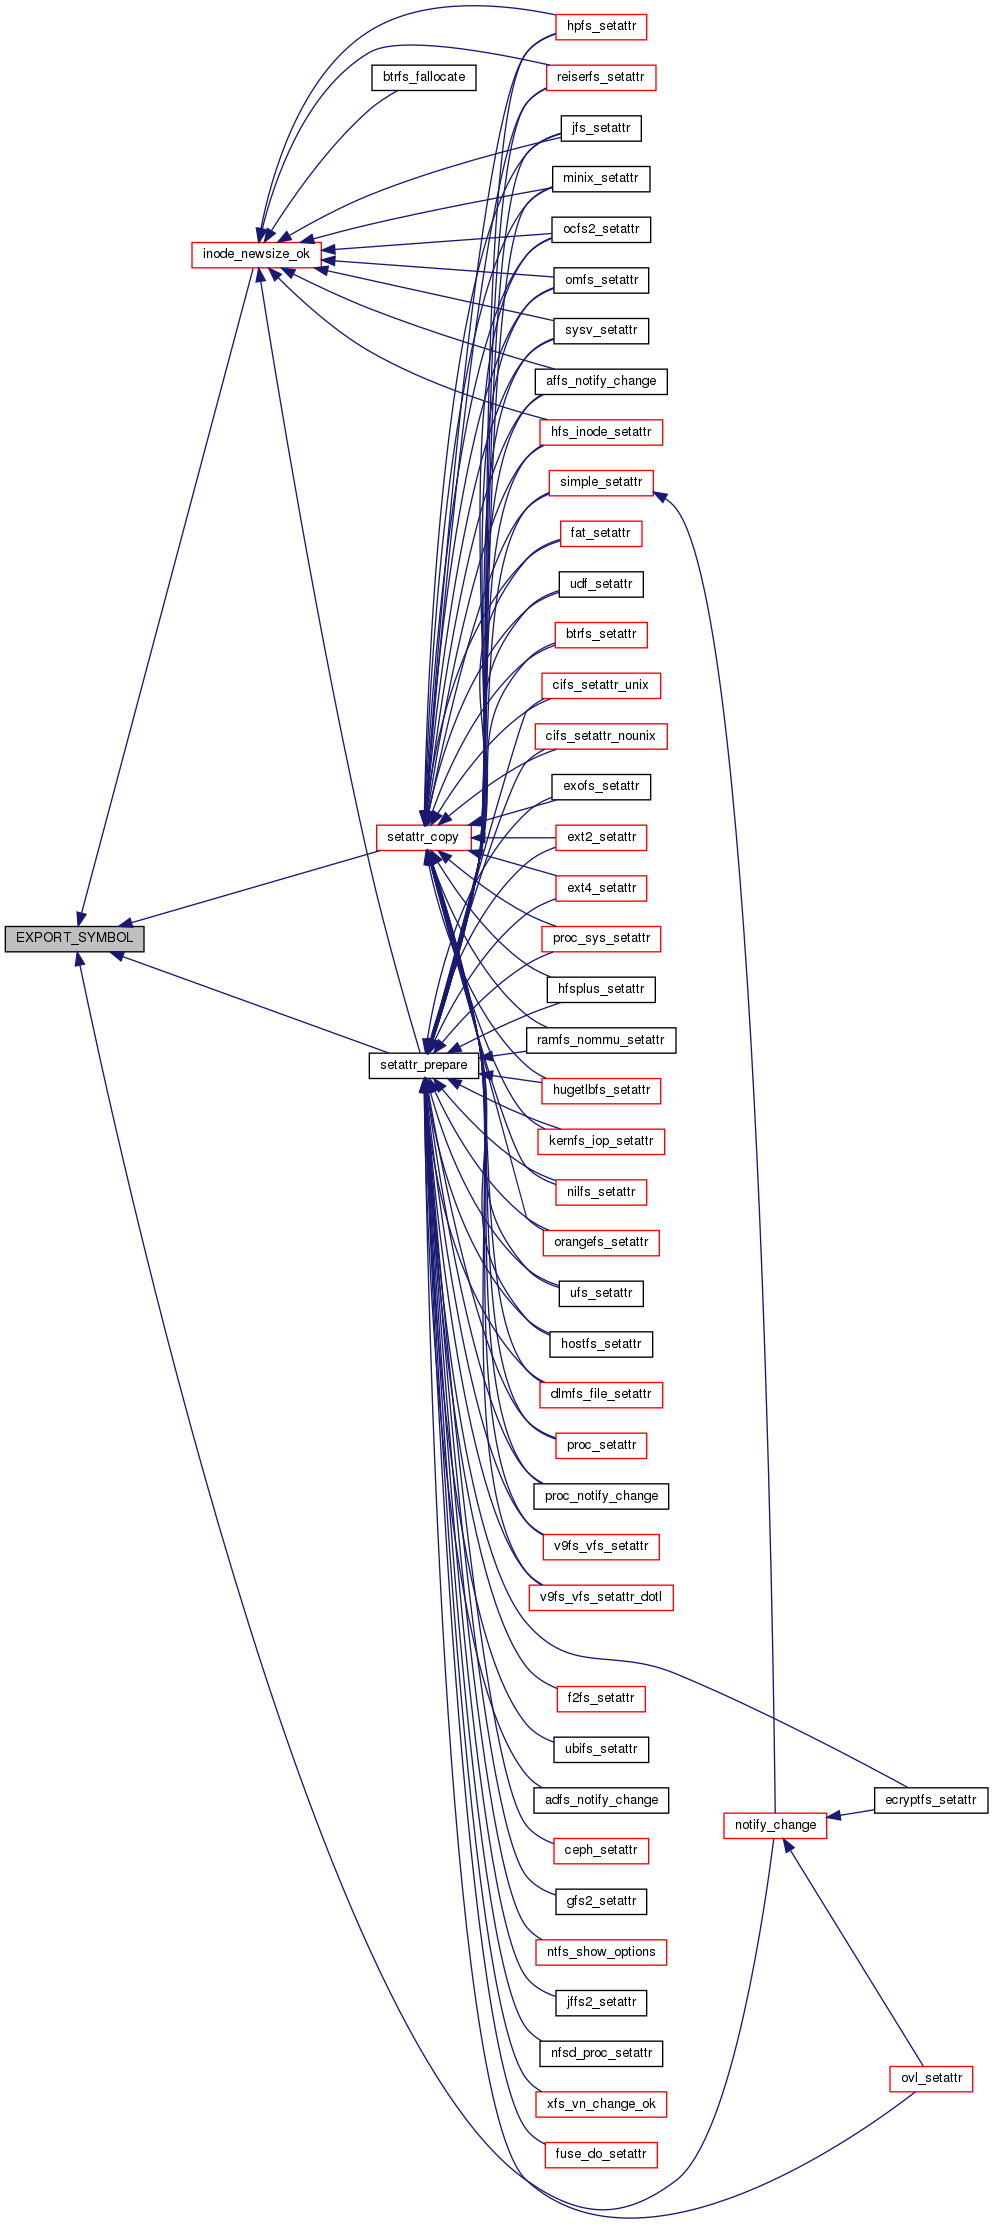 hpfs_setattr
reiserfs_setattr
btrfs_fallocate
jfs_setattr
minix_setattr
ocfs2_setattr
inode_newsize_ok
omfs_setattr
sysv_setattr
affs_notify_change
hfs_inode_setattr
simple_setattr
fat_setattr
udf_setattr
btrfs_setattr
cifs_setattr_unix
cifs_setattr_nounix
exofs_setattr
setattr_copy
ext2_setattr
ext4_setattr
EXPORT_SYMBOL
proc_sys_setattr
hfsplus_setattr
ramfs_nommu_setattr
setattr_prepare
hugetlbfs_setattr
kernfs_iop_setattr
nilfs_setattr
orangefs_setattr
ufs_setattr
hostfs_setattr
dlmfs_file_setattr
proc_setattr
proc_notify_change
v9fs_vfs_setattr
v9fs_vfs_setattr_dotl
f2fs_setattr
ubifs_setattr
adfs_notify_change
ecryptfs_setattr
notify_change
ceph_setattr
gfs2_setattr
ntfs_show_options
jffs2_setattr
nfsd_proc_setattr
ovl_setattr
xfs_vn_change_ok
fuse_do_setattr